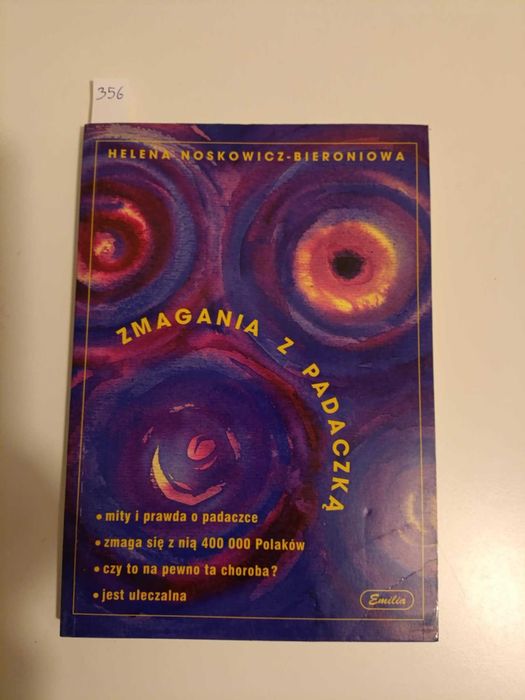 356
HELENA NOSKOWICZ-BIERONIOWA
ZMAGANIA Z PADACZKĄ
• mity i prawda o padaczce
• zmaga się z nią 400 000 Polaków
• czy to na pewno ta choroba?
• jest uleczalna
Emilia